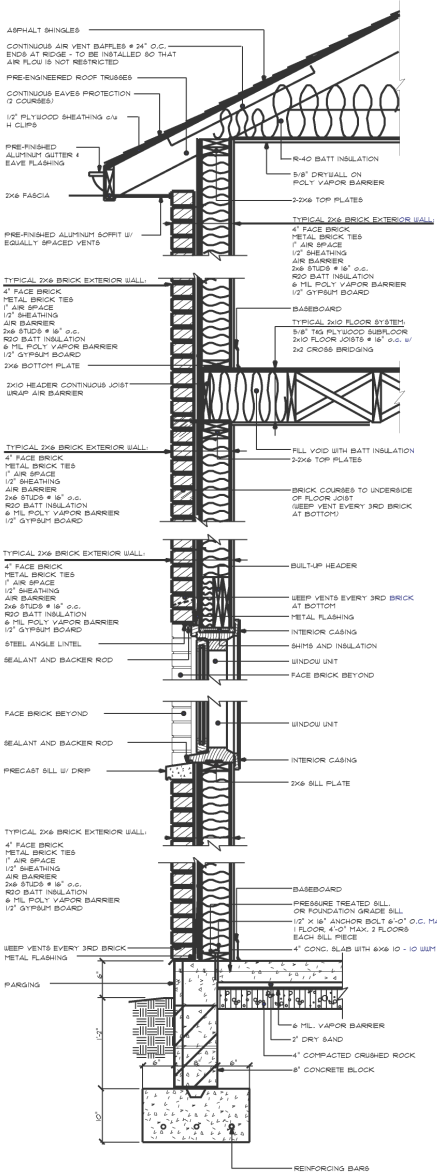 ASPHALT SHINGLES
CONTINUOUS AIR VENT BAFFLES @ 24" O.C.
ENDS AT RIDGE - TO BE INSTALLED SO THAT
AIR FLOW IS NOT RESTRICTED
PRE-ENGINEERED ROOF TRUSSES
CONTINUOUS EAVES PROTECTION
(2 COURSES)
1/2" PLYWOOD SHEATHING c/w
H CLIPS
PRE-FINISHED
ALUMINUM GUTTER &
EAVE FLASHING
2X6 FASCIA
PRE-FINISHED ALUMINUM SOFFIT W/
EQUALLY SPACED VENTS
R-40 BATT INSULATION
5/8" DRYWALL ON
POLY VAPOR BARRIER
2-2X6 TOP PLATES
TYPICAL 2X6 BRICK EXTERIOR WALL:
4" FACE BRICK
METAL BRICK TIES
1" AIR SPACE
1/2" SHEATHING
AIR BARRIER
2x6 STUDS @ 16" o.c.
R20 BATT INSULATION
6 MIL POLY VAPOR BARRIER
1/2" GYPSUM BOARD
TYPICAL 2X6 BRICK EXTERIOR WALL:
4" FACE BRICK
METAL BRICK TIES
1" AIR SPACE
1/2" SHEATHING
AIR BARRIER
2x6 STUDS @ 16" o.c.
R20 BATT INSULATION
6 MIL POLY VAPOR BARRIER
1/2" GYPSUM BOARD
2X6 BOTTOM PLATE
2X10 HEADER CONTINUOUS JOIST
WRAP AIR BARRIER
BASEBOARD
TYPICAL 2X10 FLOOR SYSTEM:
5/8" T&G PLYWOOD SUBFLOOR
2x10 FLOOR JOISTS @ 16" o.c. w/
2x2 CROSS BRIDGING
FILL VOID WITH BATT INSULATION
2-2X6 TOP PLATES
BRICK COURSES TO UNDERSIDE
OF FLOOR JOIST
(WEEP VENT EVERY 3RD BRICK
AT BOTTOM)
TYPICAL 2X6 BRICK EXTERIOR WALL:
4" FACE BRICK
METAL BRICK TIES
1" AIR SPACE
1/2" SHEATHING
AIR BARRIER
2x6 STUDS @ 16" o.c.
R20 BATT INSULATION
6 MIL POLY VAPOR BARRIER
1/2" GYPSUM BOARD
TYPICAL 2X6 BRICK EXTERIOR WALL:
4" FACE BRICK
METAL BRICK TIES
1" AIR SPACE
1/2" SHEATHING
AIR BARRIER
2x6 STUDS @ 16" o.c.
R20 BATT INSULATION
6 MIL POLY VAPOR BARRIER
1/2" GYPSUM BOARD
STEEL ANGLE LINTEL
SEALANT AND BACKER ROD
BUILT-UP HEADER
WEEP VENTS EVERY 3RD BRICK
AT BOTTOM
METAL FLASHING
INTERIOR CASING
SHIMS AND INSULATION
WINDOW UNIT
FACE BRICK BEYOND
FACE BRICK BEYOND
SEALANT AND BACKER ROD
PRECAST SILL W/ DRIP
WINDOW UNIT
INTERIOR CASING
2X6 SILL PLATE
TYPICAL 2X6 BRICK EXTERIOR WALL:
4" FACE BRICK
METAL BRICK TIES
1" AIR SPACE
1/2" SHEATHING
AIR BARRIER
2x6 STUDS @ 16" o.c.
R20 BATT INSULATION
6 MIL POLY VAPOR BARRIER
1/2" GYPSUM BOARD
WEEP VENTS EVERY 3RD BRICK
METAL FLASHING
PARGING
BASEBOARD
PRESSURE TREATED SILL.
OR FOUNDATION GRADE SILL
1/2" X 16" ANCHOR BOLT 6'-0" O.C.
1 FLOOR, 4'-0" MAX. 2 FLOORS
EACH SILL PIECE
4" CONC. SLAB WITH 6X6 10 - 10 WWM
6 MIL. VAPOR BARRIER
2" DRY SAND
4" COMPACTED CRUSHED ROCK
8" CONCRETE BLOCK
1'-2"
6"
6"
10"
REINFORCING BARS